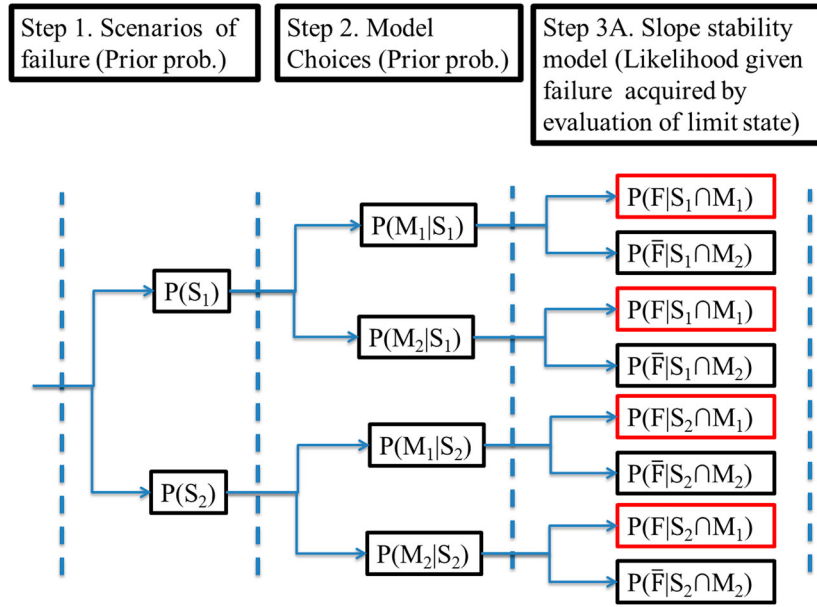 Step 1. Scenarios of
failure (Prior prob.)
Step 2. Model
Choices (Prior prob.)
Step 3A. Slope stability
model (Likelihood given
failure acquired by
evaluation of limit state)
P(S₁)
P(S₂)
P(M₁|S₁)
P(M₂|S₁)
P(M₁|S₂)
P(M₂|S₂)
P(F|S₁∩M₁)
P(F̅|S₁∩M₂)
P(F|S₁∩M₁)
P(F̅|S₁∩M₂)
P(F|S₂∩M₁)
P(F̅|S₂∩M₂)
P(F|S₂∩M₁)
P(F̅|S₂∩M₂)